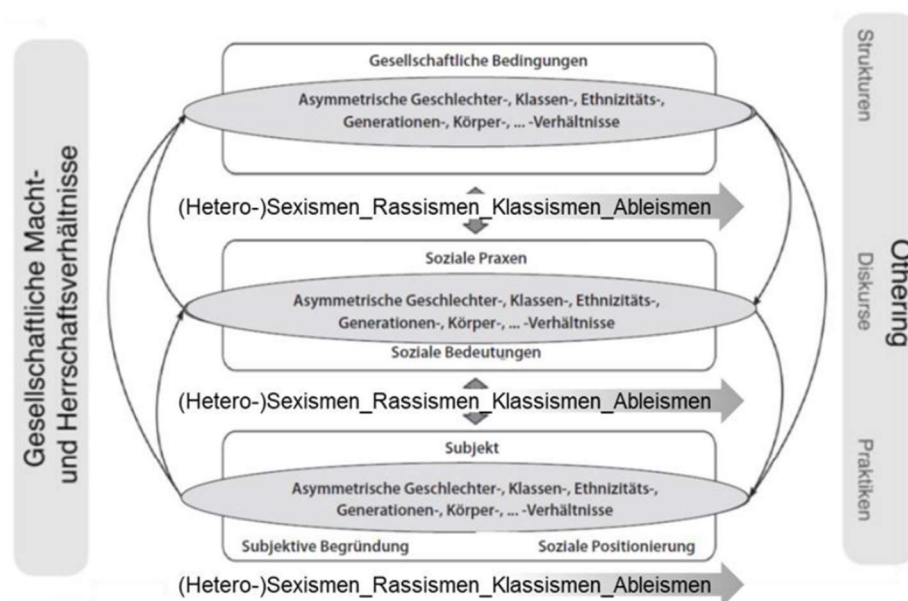 Gesellschaftliche Macht-
und Herrschaftsverhältnisse
Gesellschaftliche Bedingungen
Asymmetrische Geschlechter-, Klassen-, Ethnizitäts-,
Generationen-, Körper-, ... -Verhältnisse
(Hetero-)Sexismen_Rassismen_Klassismen_Ableismen
Soziale Praxen
Asymmetrische Geschlechter-, Klassen-, Ethnizitäts-,
Generationen-, Körper-, ... -Verhältnisse
Soziale Bedeutungen
(Hetero-)Sexismen_Rassismen_Klassismen_Ableismen
Subjekt
Asymmetrische Geschlechter-, Klassen-, Ethnizitäts-,
Generationen-, Körper-, ... -Verhältnisse
Subjektive Begründung
Soziale Positionierung
(Hetero-)Sexismen_Rassismen_Klassismen_Ableismen
Strukturen
Diskurse
Praktiken
Othering